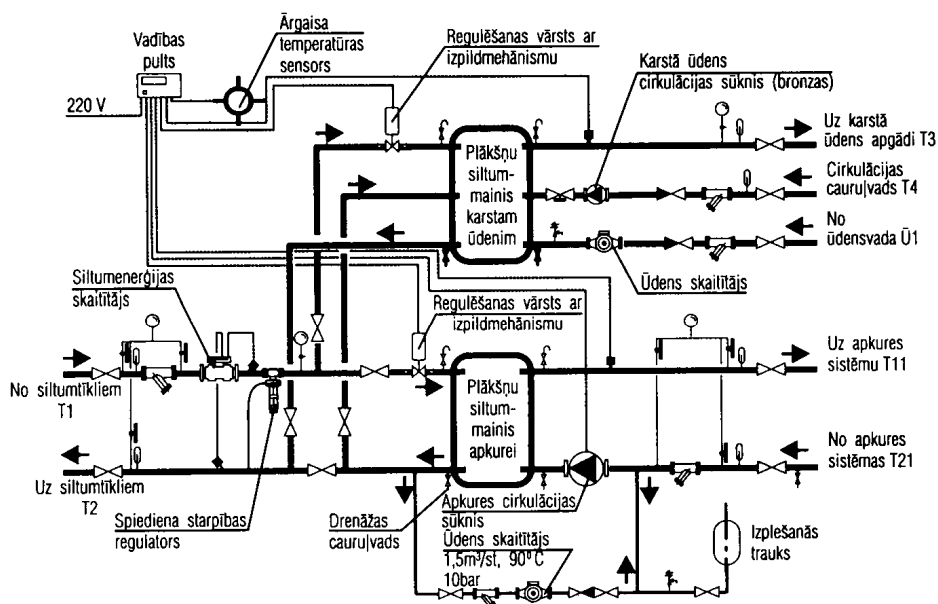 Vadības
pults
Ārgaisa
temperatūras
sensors
Regulēšanas vārsts ar
izpildmehānismu
Karstā ūdens
cirkulācijas sūknis (bronzas)
220 V
Plākšņu
siltum-
mainis
karstam
ūdenim
Uz karstā
ūdens apgādi T3
Cirkulācijas
cauruļvads T4
No
ūdensvada Ū1
Ūdens skaitītājs
Siltumenerģijas
skaitītājs
Regulēšanas vārsts ar
izpildmehānismu
No siltumtīkliem
T1
Plākšņu
siltum-
mainis
apkurei
Uz apkures
sistēmu T11
No apkures
sistēmas T21
Uz siltumtīkliem
T2
Spiediena starpības
regulators
Drenāžas
cauruļvads
Apkures cirkulācijas
sūknis
Ūdens skaitītājs
1,5m³/st, 90°C
10bar
Izplešanās
trauks